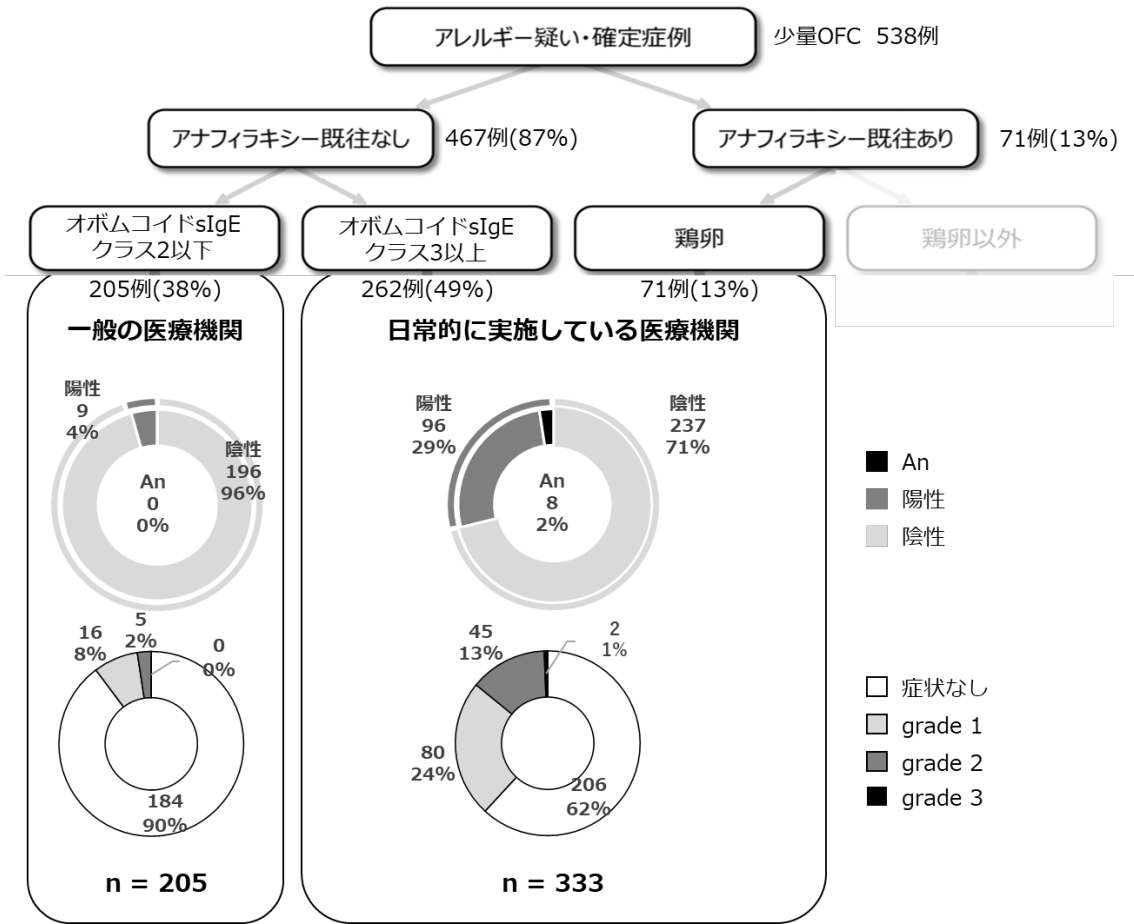 アレルギー疑い・確定症例
少量OFC 538例
アナフィラキシー既往なし
467例(87%)
アナフィラキシー既往あり
71例(13%)
オボムコイドsIgE
クラス2以下
オボムコイドsIgE
クラス3以上
鶏卵
鶏卵以外
205例(38%)
262例(49%)
71例(13%)
一般の医療機関
日常的に実施している医療機関
陽性
9
4%
陰性
196
96%
An
0
0%
陽性
96
29%
陰性
237
71%
An
8
2%
An
陽性
陰性
16
8%
5
2%
0
0%
184
90%
45
13%
2
1%
80
24%
206
62%
症状なし
grade 1
grade 2
grade 3
n = 205
n = 333